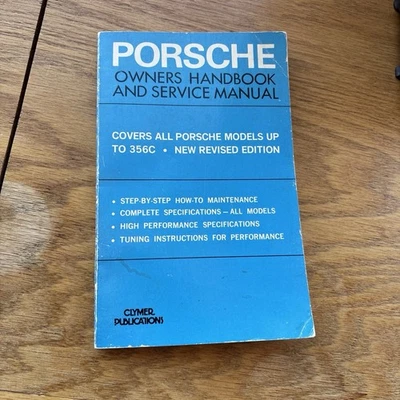 PORSCHE
OWNERS HANDBOOK
AND SERVICE MANUAL
COVERS ALL PORSCHE MODELS UP
TO 356C • NEW REVISED EDITION
• STEP-BY-STEP HOW-TO MAINTENANCE
• COMPLETE SPECIFICATIONS — ALL MODELS
• HIGH PERFORMANCE SPECIFICATIONS
• TUNING INSTRUCTIONS FOR PERFORMANCE
CLYMER
PUBLICATIONS